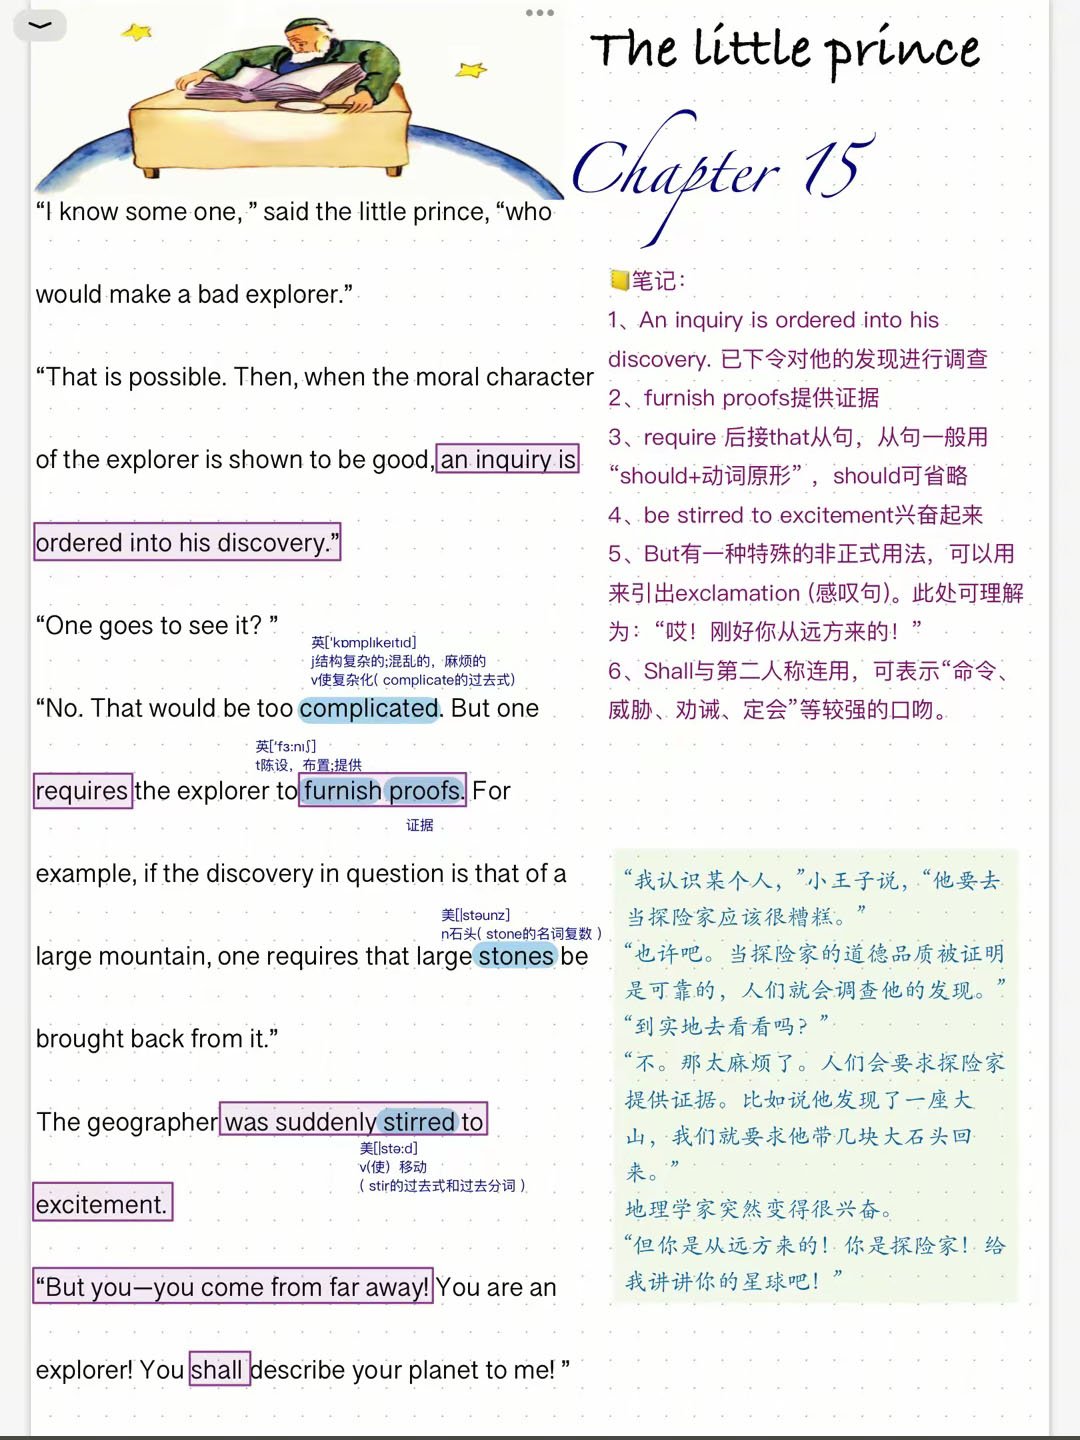 The little prince
Chapter 15
“I know some one, ” said the little prince, “who
would make a bad explorer.”
“That is possible. Then, when the moral character
of the explorer is shown to be good, an inquiry is
ordered into his discovery.”
“One goes to see it? ”
英['kɒmplɪkeɪtɪd]
j结构复杂的;混乱的，麻烦的
v使复杂化( complicate的过去式)
“No. That would be too complicated. But one
英['fɜ:nɪʃ]
t陈设，布置;提供
requires the explorer to furnish proofs. For
证据
example, if the discovery in question is that of a
美[|stəunz]
n石头( stone的名词复数 )
large mountain, one requires that large stones be
brought back from it.”
The geographer was suddenly stirred to
美[|stə:d]
v(使）移动
( stir的过去式和过去分词 )
excitement.
“But you—you come from far away! You are an
explorer! You shall describe your planet to me! ”
笔记：
1、An inquiry is ordered into his
discovery. 已下令对他的发现进行调查
2、furnish proofs提供证据
3、require 后接that从句，从句一般用
“should+动词原形” ，should可省略
4、be stirred to excitement兴奋起来
5、But有一种特殊的非正式用法，可以用
来引出exclamation (感叹句)。此处可理解
为：“哎！刚好你从远方来的！”
6、Shall与第二人称连用，可表示“命令、
威胁、劝诫、定会”等较强的口吻。
“我认识某个人，”小王子说，“他要去
当探险家应该很糟糕。”
“也许吧。当探险家的道德品质被证明
是可靠的，人们就会调查他的发现。”
“到实地去看看吗？”
“不。那太麻烦了。人们会要求探险家
提供证据。比如说他发现了一座大
山，我们就要求他带几块大石头回
来。”
地理学家突然变得很兴奋。
“但你是从远方来的！你是探险家！给
我讲讲你的星球吧！”